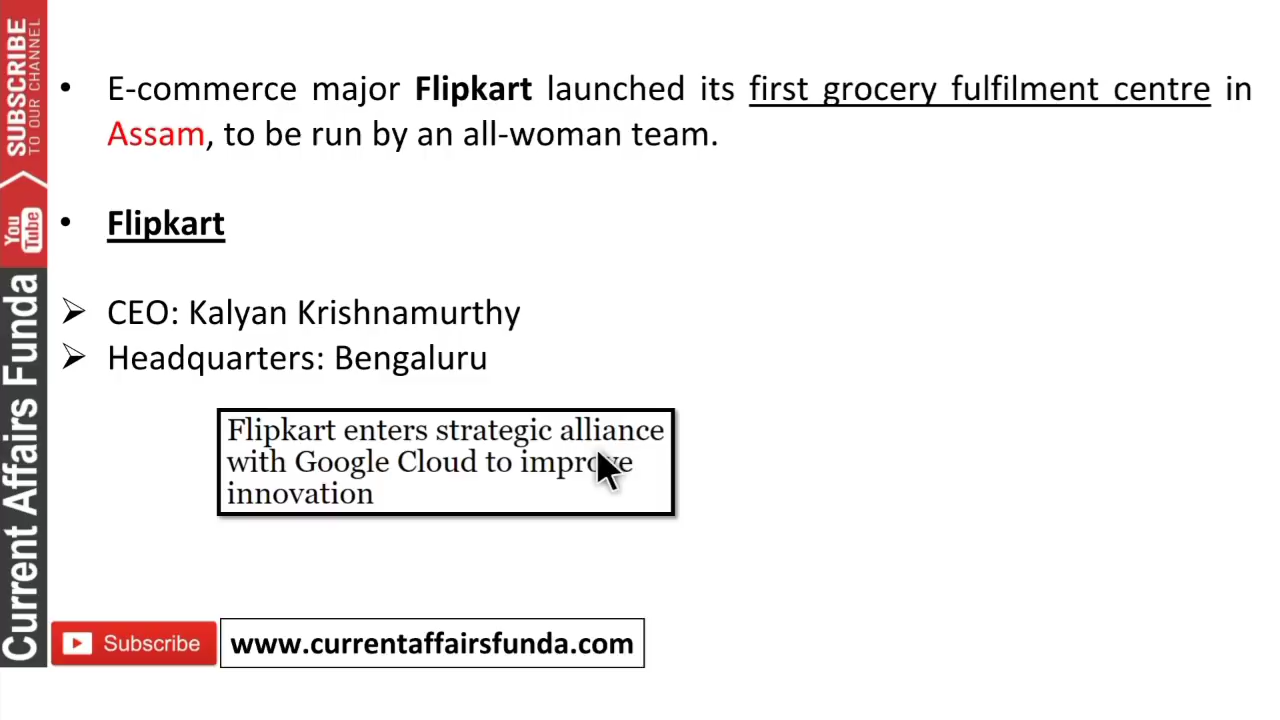 SUBSCRIBE
TO OUR CHANNEL
You
Tube
Current Affairs Funda
• E-commerce major Flipkart launched its first grocery fulfilment centre in
Assam, to be run by an all-woman team.
• Flipkart
➢ CEO: Kalyan Krishnamurthy
➢ Headquarters: Bengaluru
Flipkart enters strategic alliance
with Google Cloud to improve
innovation
Subscribe
www.currentaffairsfunda.com